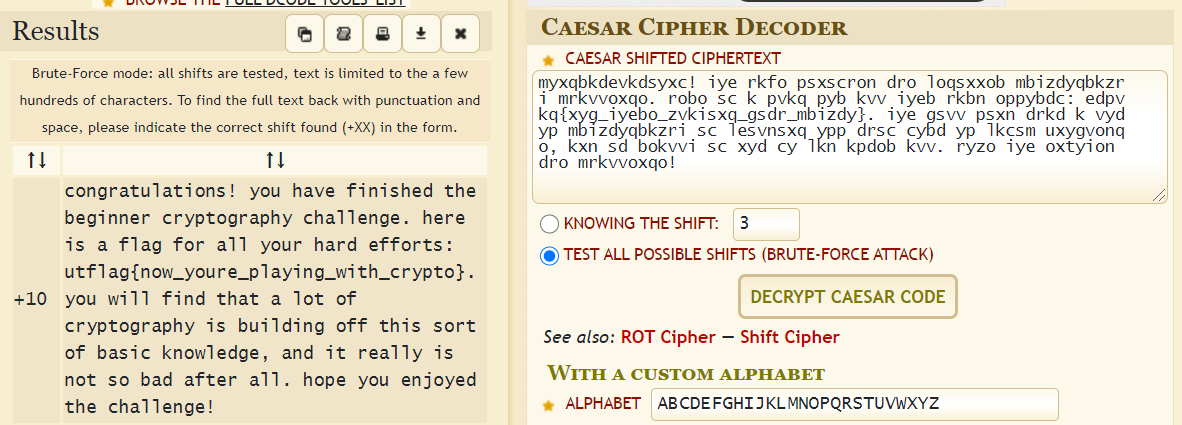 BROWSE THE FULL DCODE TOOLS' LIST
Results
Brute-Force mode: all shifts are tested, text is limited to the a few
hundreds of characters. To find the full text back with punctuation and
space, please indicate the correct shift found (+XX) in the form.
↑↓ ↑↓
+10
congratulations! you have finished the
beginner cryptography challenge. here
is a flag for all your hard efforts:
utflag{now_youre_playing_with_crypto}.
you will find that a lot of
cryptography is building off this sort
of basic knowledge, and it really is
not so bad after all. hope you enjoyed
the challenge!
Caesar Cipher Decoder
CAESAR SHIFTED CIPHERTEXT
myxqbkdevkdsyxc! iye rkfo psxscron dro loqsxxob mbizdyqbkzr
i mrkvvoxqo. robo sc k pvkq pyb kvv iyeb rkbn oppybdc: edpv
kq{xyg_iyebo_zvkisxq_gsdr_mbizdy}. iye gsvv psxn drkd k vyd
yp mbizdyqbkzri sc lesvnsxq ypp drsc cybd yp lkcsm uxygvonq
o, kxn sd bokvvi sc xyd cy lkn kpdob kvv. ryzo iye oxtyion
dro mrkvvoxqo!
KNOWING THE SHIFT: 3
TEST ALL POSSIBLE SHIFTS (BRUTE-FORCE ATTACK)
DECRYPT CAESAR CODE
See also: ROT Cipher — Shift Cipher
With a custom alphabet
ALPHABET ABCDEFGHIJKLMNOPQRSTUVWXYZ